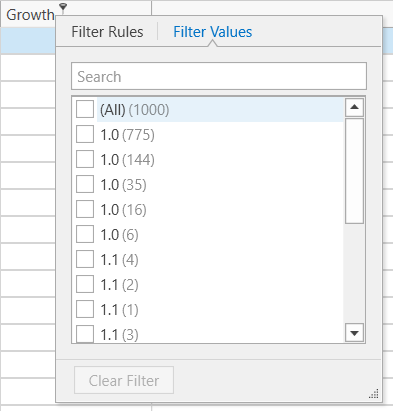 Growth
Filter Rules Filter Values
Search
(All) (1000)
1.0 (775)
1.0 (144)
1.0 (35)
1.0 (16)
1.0 (6)
1.1 (4)
1.1 (2)
1.1 (1)
1.1 (3)
Clear Filter